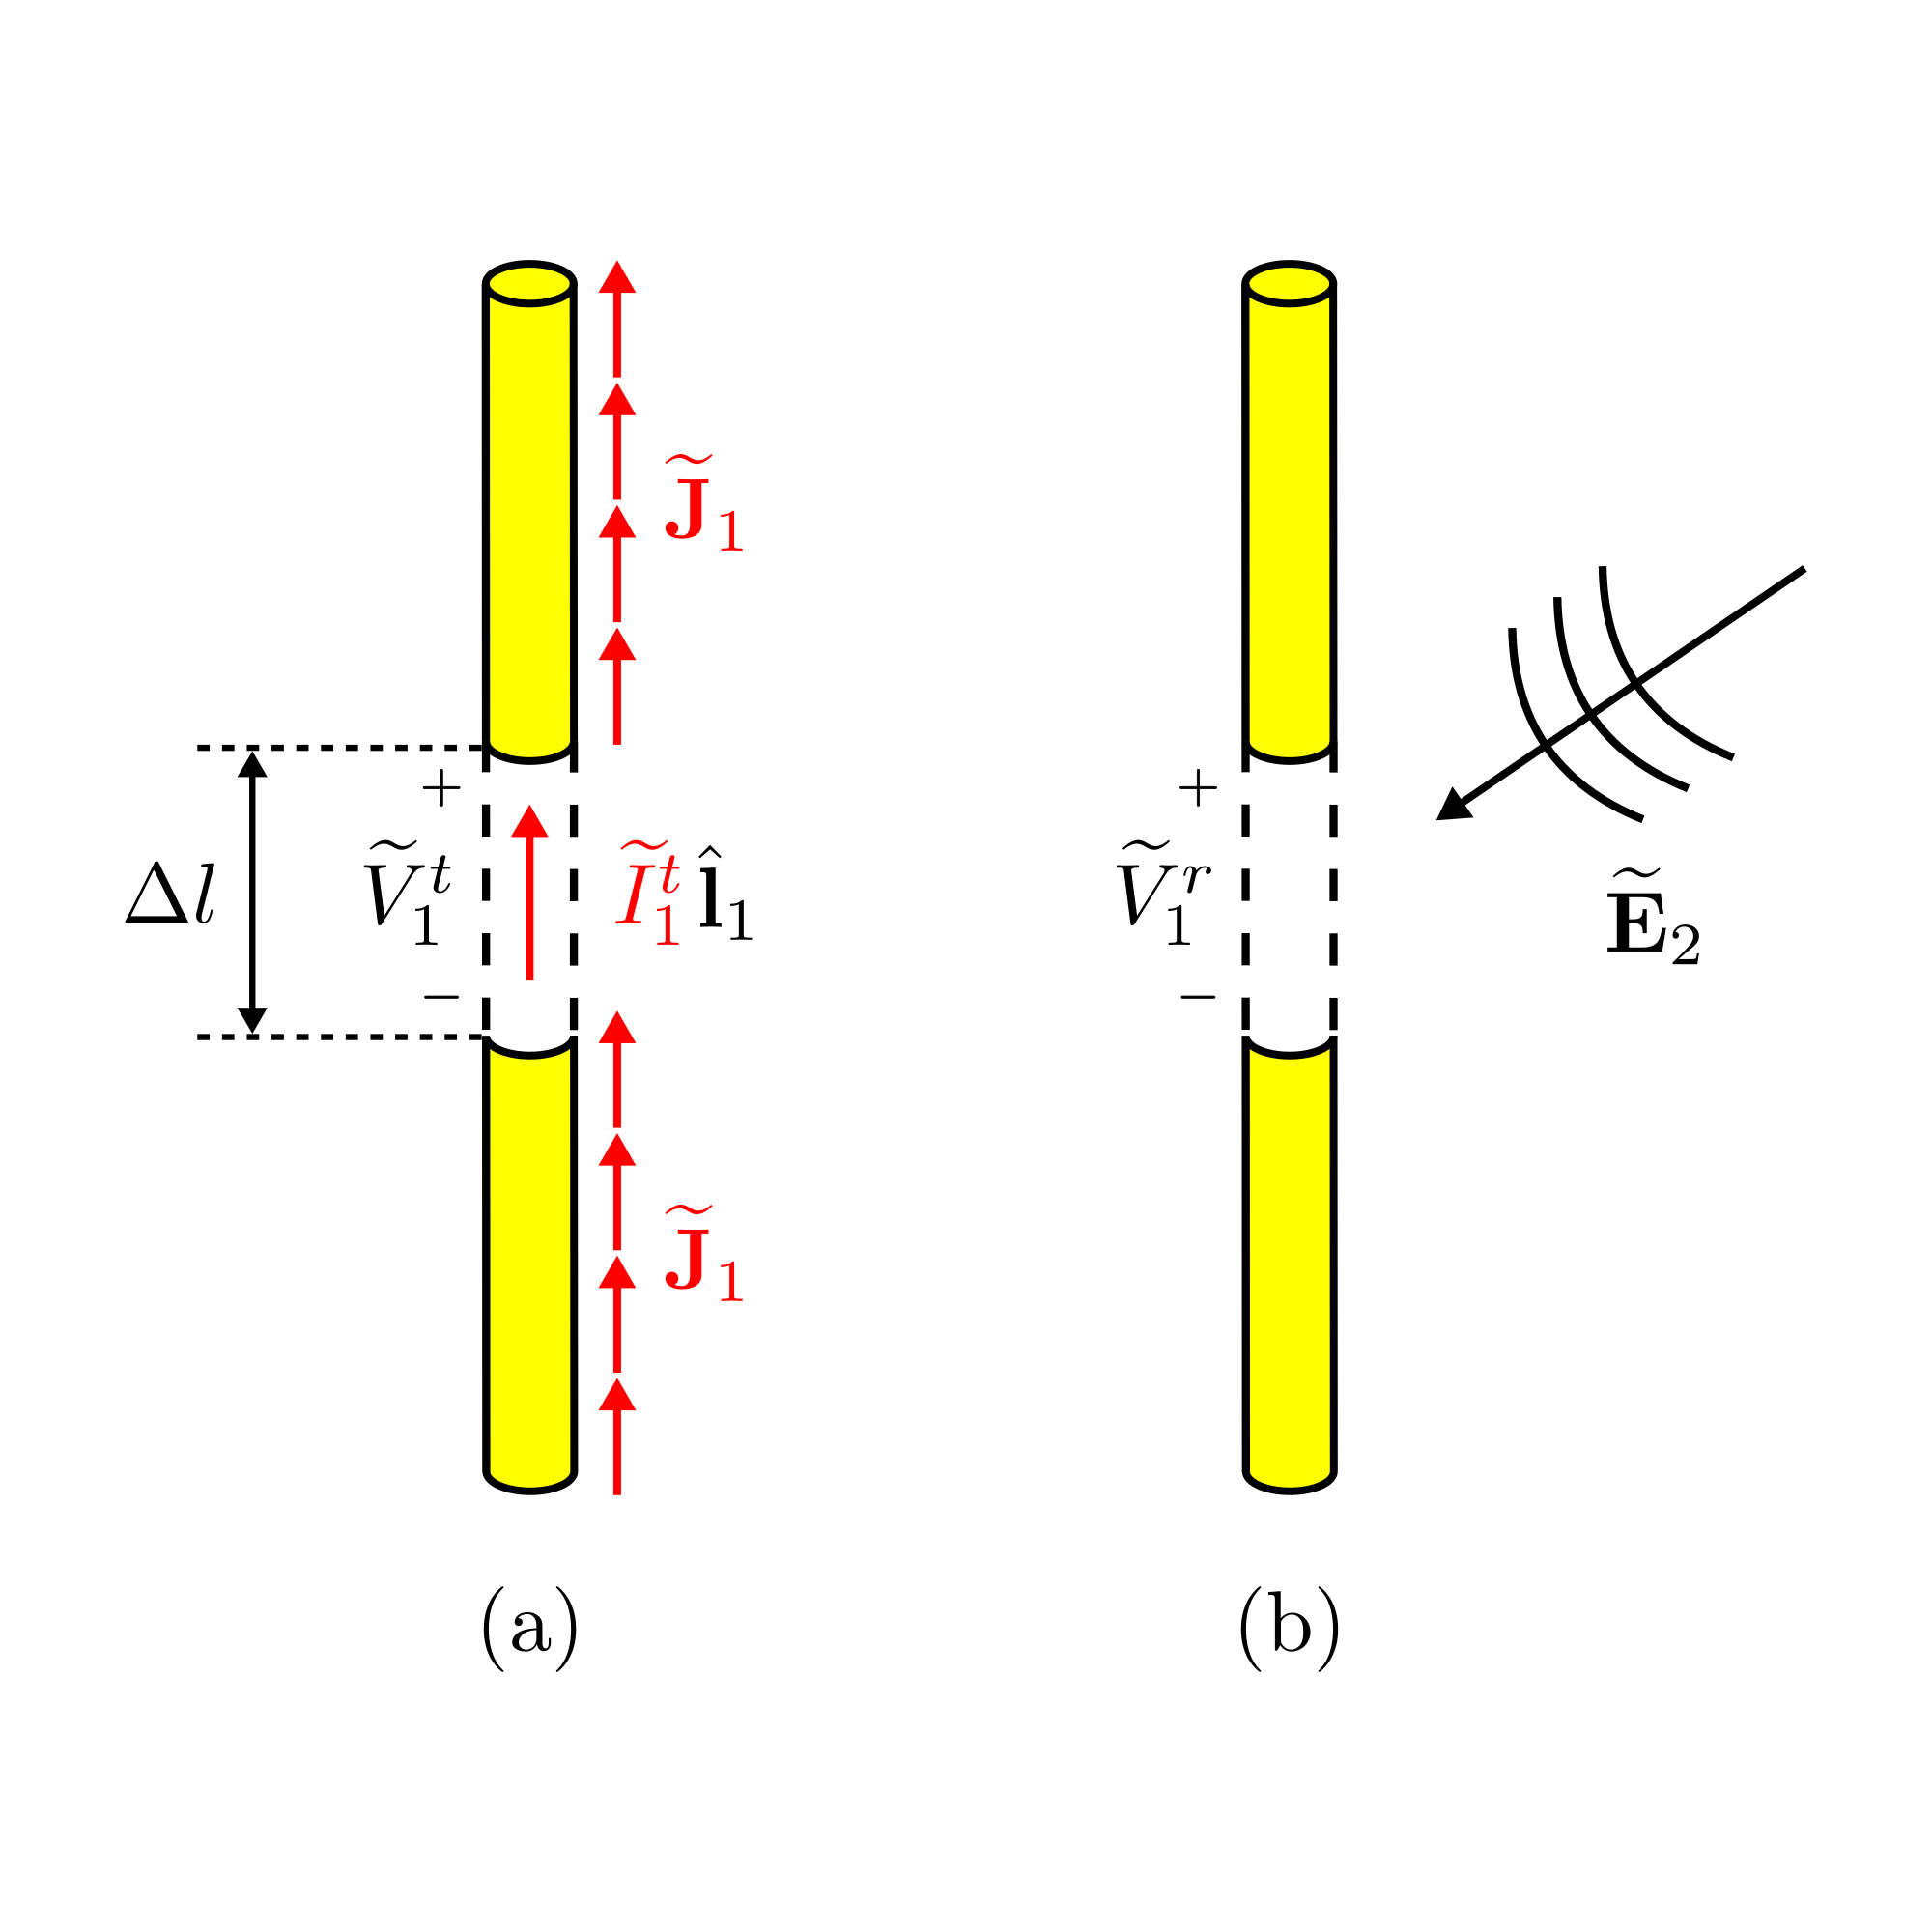 J̃₁
+
Δl
Ṽ₁ᵗ
Ĩ₁ᵗ l̂₁
−
J̃₁
(a)
+
Ṽ₁ʳ
−
Ẽ₂
(b)